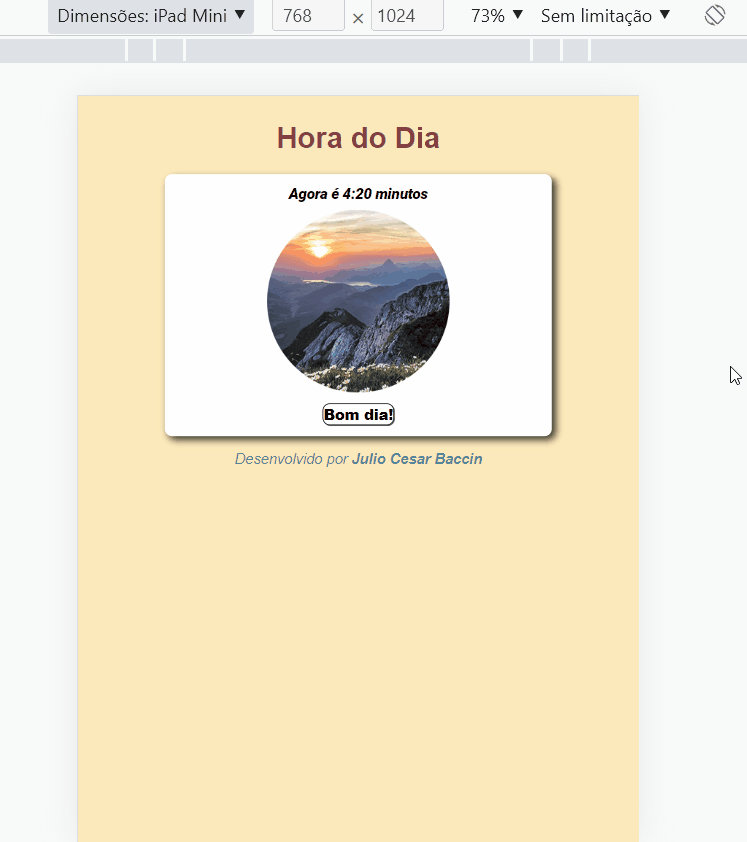 Dimensões: iPad Mini ▼ 768 × 1024 73% ▼ Sem limitação ▼
Hora do Dia
Agora é 4:20 minutos
Bom dia!
Desenvolvido por Julio Cesar Baccin